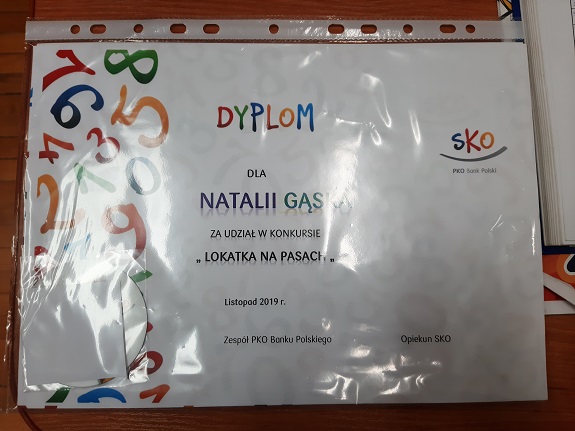 DYPLOM
SKO
PKO Bank Polski
DLA
NATALII GĄSKA
ZA UDZIAŁ W KONKURSIE
„ LOKATKA NA PASACH „
Listopad 2019 r.
Zespół PKO Banku Polskiego
Opiekun SKO